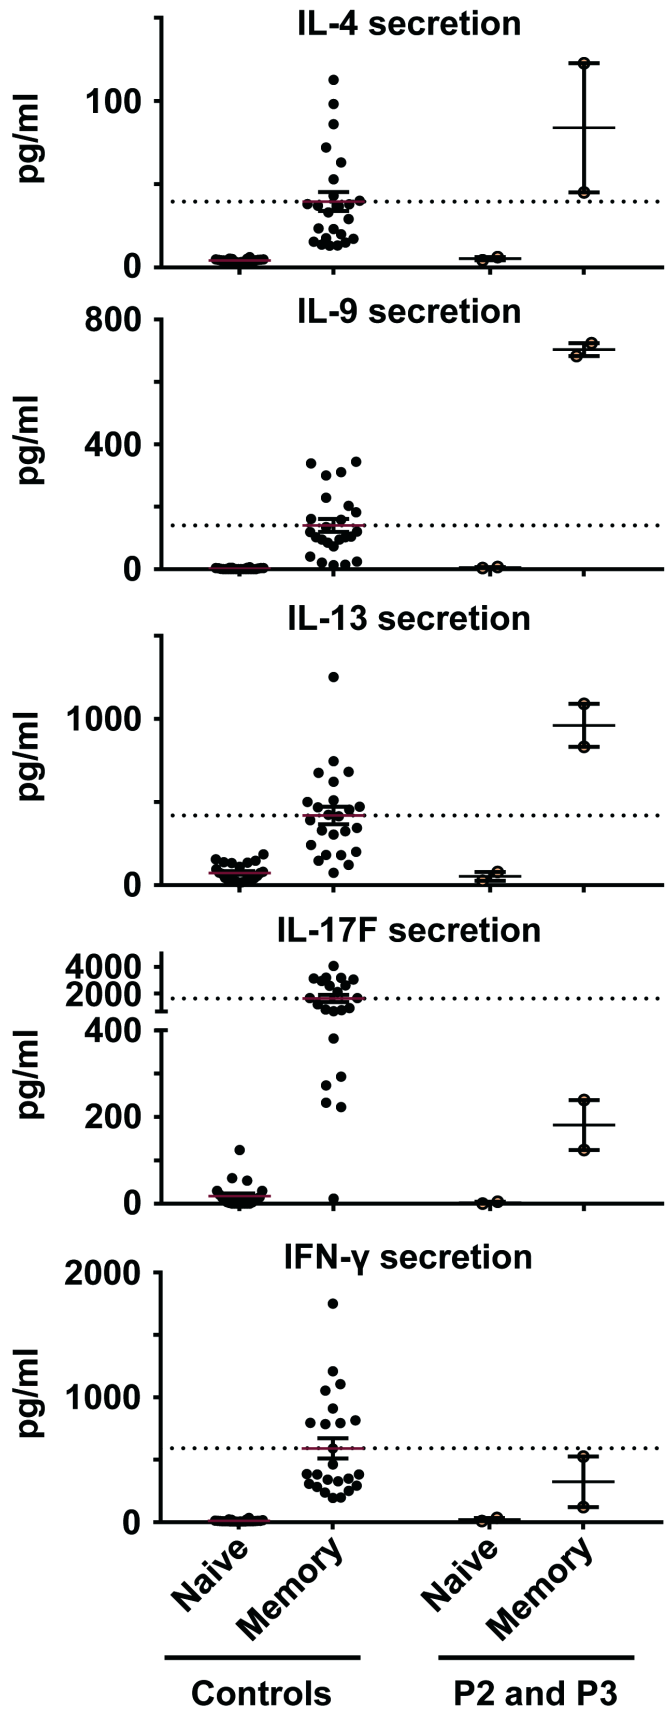 IL-4 secretion
pg/ml
100
0
IL-9 secretion
pg/ml
800
400
0
IL-13 secretion
pg/ml
1000
0
IL-17F secretion
pg/ml
4000
2000
400
200
0
IFN-γ secretion
pg/ml
2000
1000
0
Naive
Memory
Naive
Memory
Controls
P2 and P3